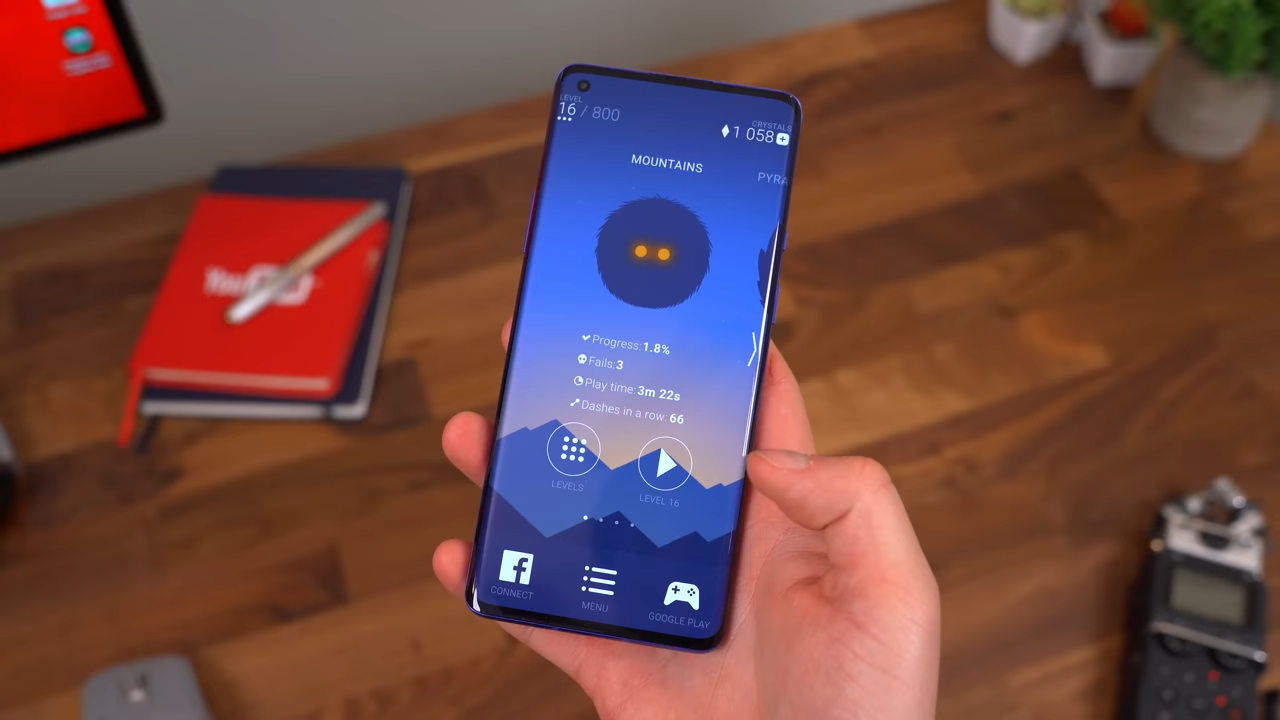 LEVEL
16 / 800
CRYSTALS
1 058
MOUNTAINS
PYRA
Progress: 1.8%
Fails: 3
Play time: 3m 22s
Dashes in a row: 66
LEVELS
LEVEL 16
CONNECT
MENU
GOOGLE PLAY
You